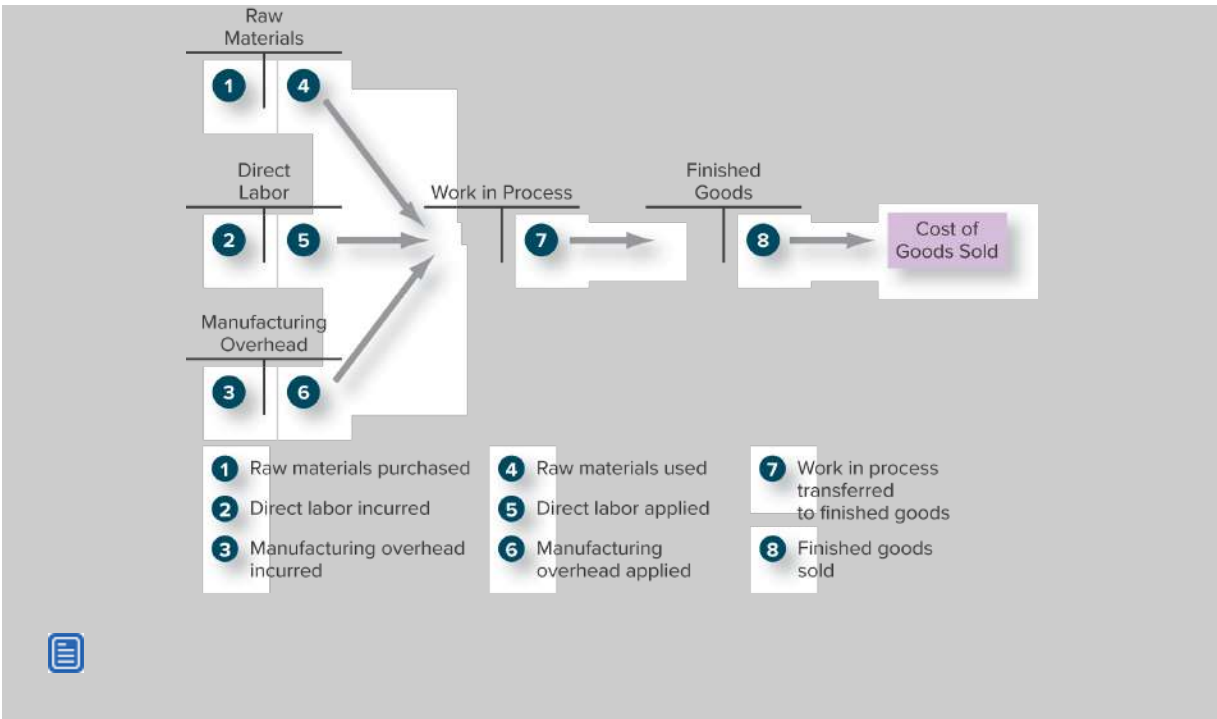 Raw
Materials
1 4
Direct
Labor
Work in Process
Finished
Goods
2 5 7 8
Cost of
Goods Sold
Manufacturing
Overhead
3 6
1 Raw materials purchased
2 Direct labor incurred
3 Manufacturing overhead
incurred
4 Raw materials used
5 Direct labor applied
6 Manufacturing
overhead applied
7 Work in process
transferred
to finished goods
8 Finished goods
sold